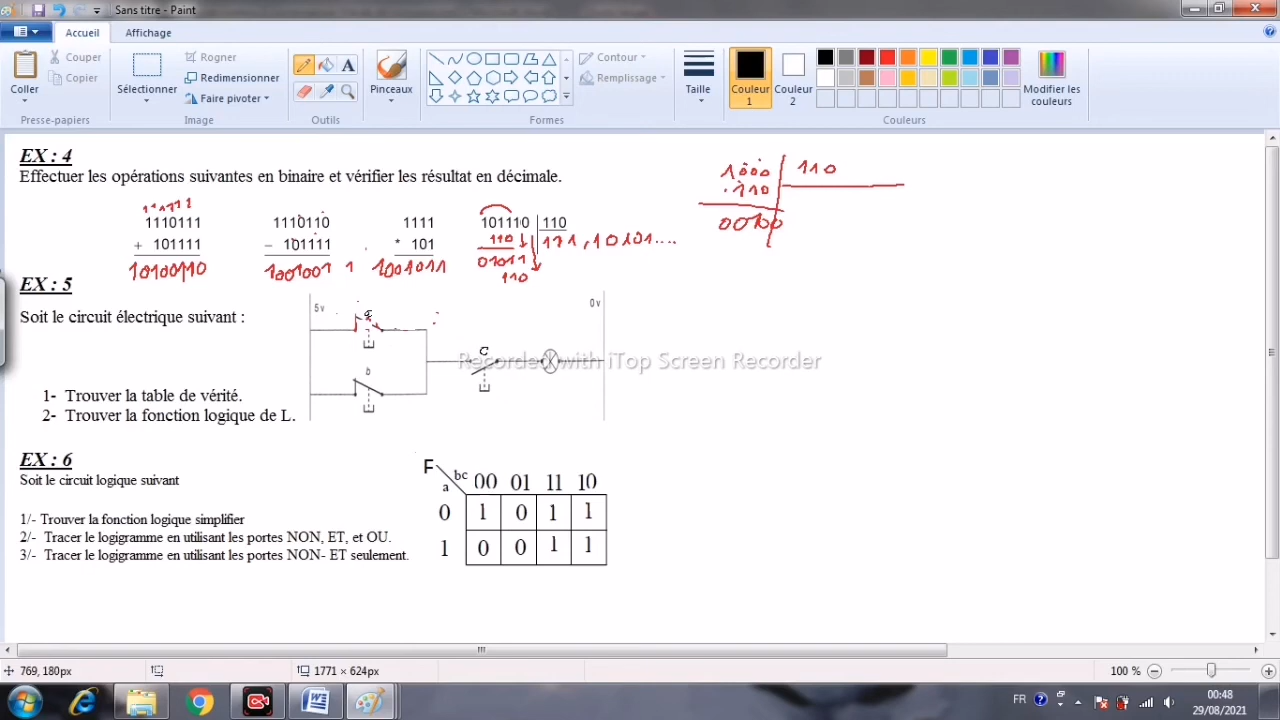 Sans titre - Paint
Accueil
Affichage
Coller
Couper
Copier
Presse-papiers
Sélectionner
Rogner
Redimensionner
Faire pivoter
Image
A
Outils
Pinceaux
Contour
Remplissage
Formes
Taille
Couleur 1
Couleur 2
Modifier les couleurs
Couleurs
EX : 4
Effectuer les opérations suivantes en binaire et vérifier les résultat en décimale.
1110111
+ 101111
10100110
1110110
- 101111
1001001
1
1111
* 101
1001011
101110 110
110
01011
110
111,10101....
1000 110
110
00100
EX : 5
Soit le circuit électrique suivant :
5v
0v
b
C
1- Trouver la table de vérité.
2- Trouver la fonction logique de L.
Recorded with iTop Screen Recorder
EX : 6
Soit le circuit logique suivant
1/- Trouver la fonction logique simplifier
2/- Tracer le logigramme en utilisant les portes NON, ET, et OU.
3/- Tracer le logigramme en utilisant les portes NON- ET seulement.
F
a
bc
00 01 11 10
0 1 0 1 1
1 0 0 1 1
769, 180px
1771 × 624px
100 %
FR
00:48
29/08/2021